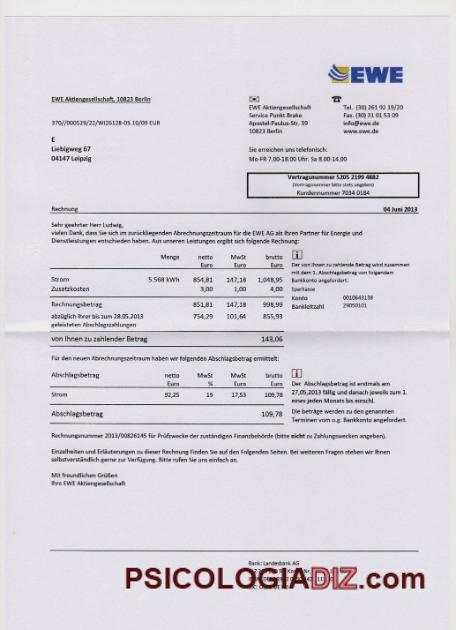 EWE
EWE Aktiengesellschaft, 10823 Berlin
EWE Aktiengesellschaft
Service Punkt Brake
Apostel-Paulus-Str. 39
10823 Berlin
Tel. (30) 261 92 19/20
Fax. (30) 31 01 53 09
info@ewe.de
www.ewe.de
370//000529/22/WI26128-05.10/09 EUR
E
Liebigweg 67
04147 Leipzig
Sie erreichen uns telefonisch:
Mo-FR 7.00-18.00 Uhr. Sa 8.00-14.00
Vertragsnummer 5205 2199 4882
(Vertragsnummer bitte stets angeben)
Kundennummer 7034 0184
Rechnung 04 Juni 2013
Sehr geehrter Herr Ludwig,
vielen Dank, dass Sie sich im zurückliegenden Abrechnungszeitraum für die EWE AG als Ihren Partner für Energie und
Dienstleistungen entschieden haben. Aus unseren Leistungen ergibt sich folgende Rechnung:
Menge netto MwSt brutto
Euro Euro Euro
Strom 5.568 kWh 854,81 147,18 1,048,95
Zusatzkosten 3,00 1,00 4,00
Rechnungsbetrag 851,81 147,18 998,99
abzüglich Ihrer bis zum 28.05.2013 754,29 101,64 855,93
geleisteten Abschlagszahlungen
von Ihnen zu zahlender Betrag 143,06
i
Der von Ihnen zu zahlende Betrag wird zusammen
mit dem 1. Abschlagsbetrag von folgendem
Bankkonto angefordert:
Sparkasse
Konto 0010643138
Bankleitzahl 29050101
Für den neuen Abrechnungszeitraum haben wir folgenden Abschlagsbetrag ermittelt:
Abschlagsbetrag netto MwSt MwSt brutto
Euro % Euro Euro
Strom 92,25 19 17,53 109,78
Abschlagsbetrag 109,78
i
Der Abschlagsbetrag ist erstmals am
27,05,2013 fällig und danach jeweils zum 1.
eines jeden Monats bis einschl.
Die beträge werden zu den genannten
Terminen vom o.g. Bankkonto angefordert.
Rechnungsnummer 2013/00826145 für Prüfzwecke der zuständigen Finanzbehörde (bitte nicht zu Zahlungszwecken angeben).
Einzelheiten und Erläuterungen zu dieser Rechnung finden Sie auf den Folgenden Seiten. Bei weiteren Fragen stehen wir Ihnen
selbstverständlich gerne zur Verfügung. Bitte rufen Sie uns einfach an.
Mit freundlichen Grüßen
Ihre EWE Aktiengesellschaft
Bank: Landesbank AG
PSICOLOGIADIZ.com